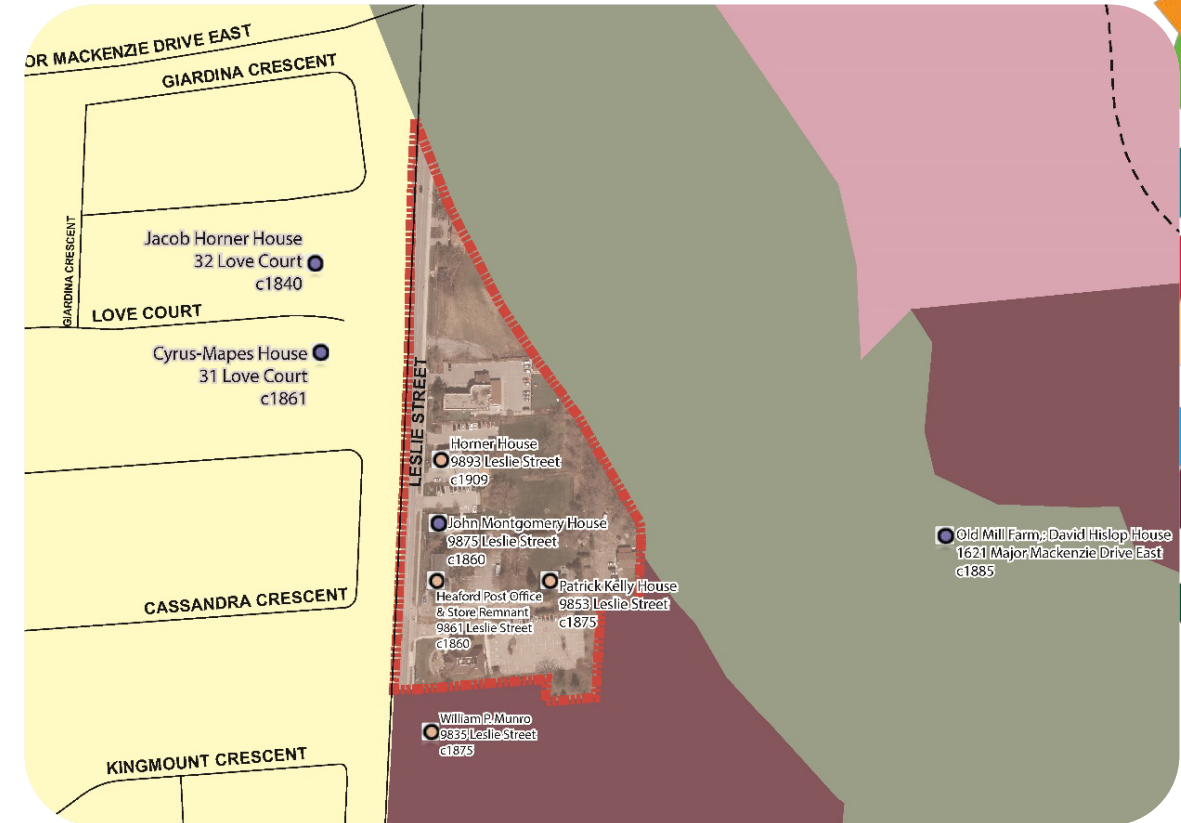 OR MACKENZIE DRIVE EAST
GIARDINA CRESCENT
GIARDINA CRESCENT
Jacob Horner House
32 Love Court
c1840
LOVE COURT
Cyrus-Mapes House
31 Love Court
c1861
LESLIE STREET
Horner House
9893 Leslie Street
c1909
John Montgomery House
9875 Leslie Street
c1860
Heaford Post Office
& Store Remnant
9861 Leslie Street
c1860
Patrick Kelly House
9853 Leslie Street
c1875
Old Mill Farm,: David Hislop House
1621 Major Mackenzie Drive East
c1885
CASSANDRA CRESCENT
William P. Munro
9835 Leslie Street
c1875
KINGMOUNT CRESCENT